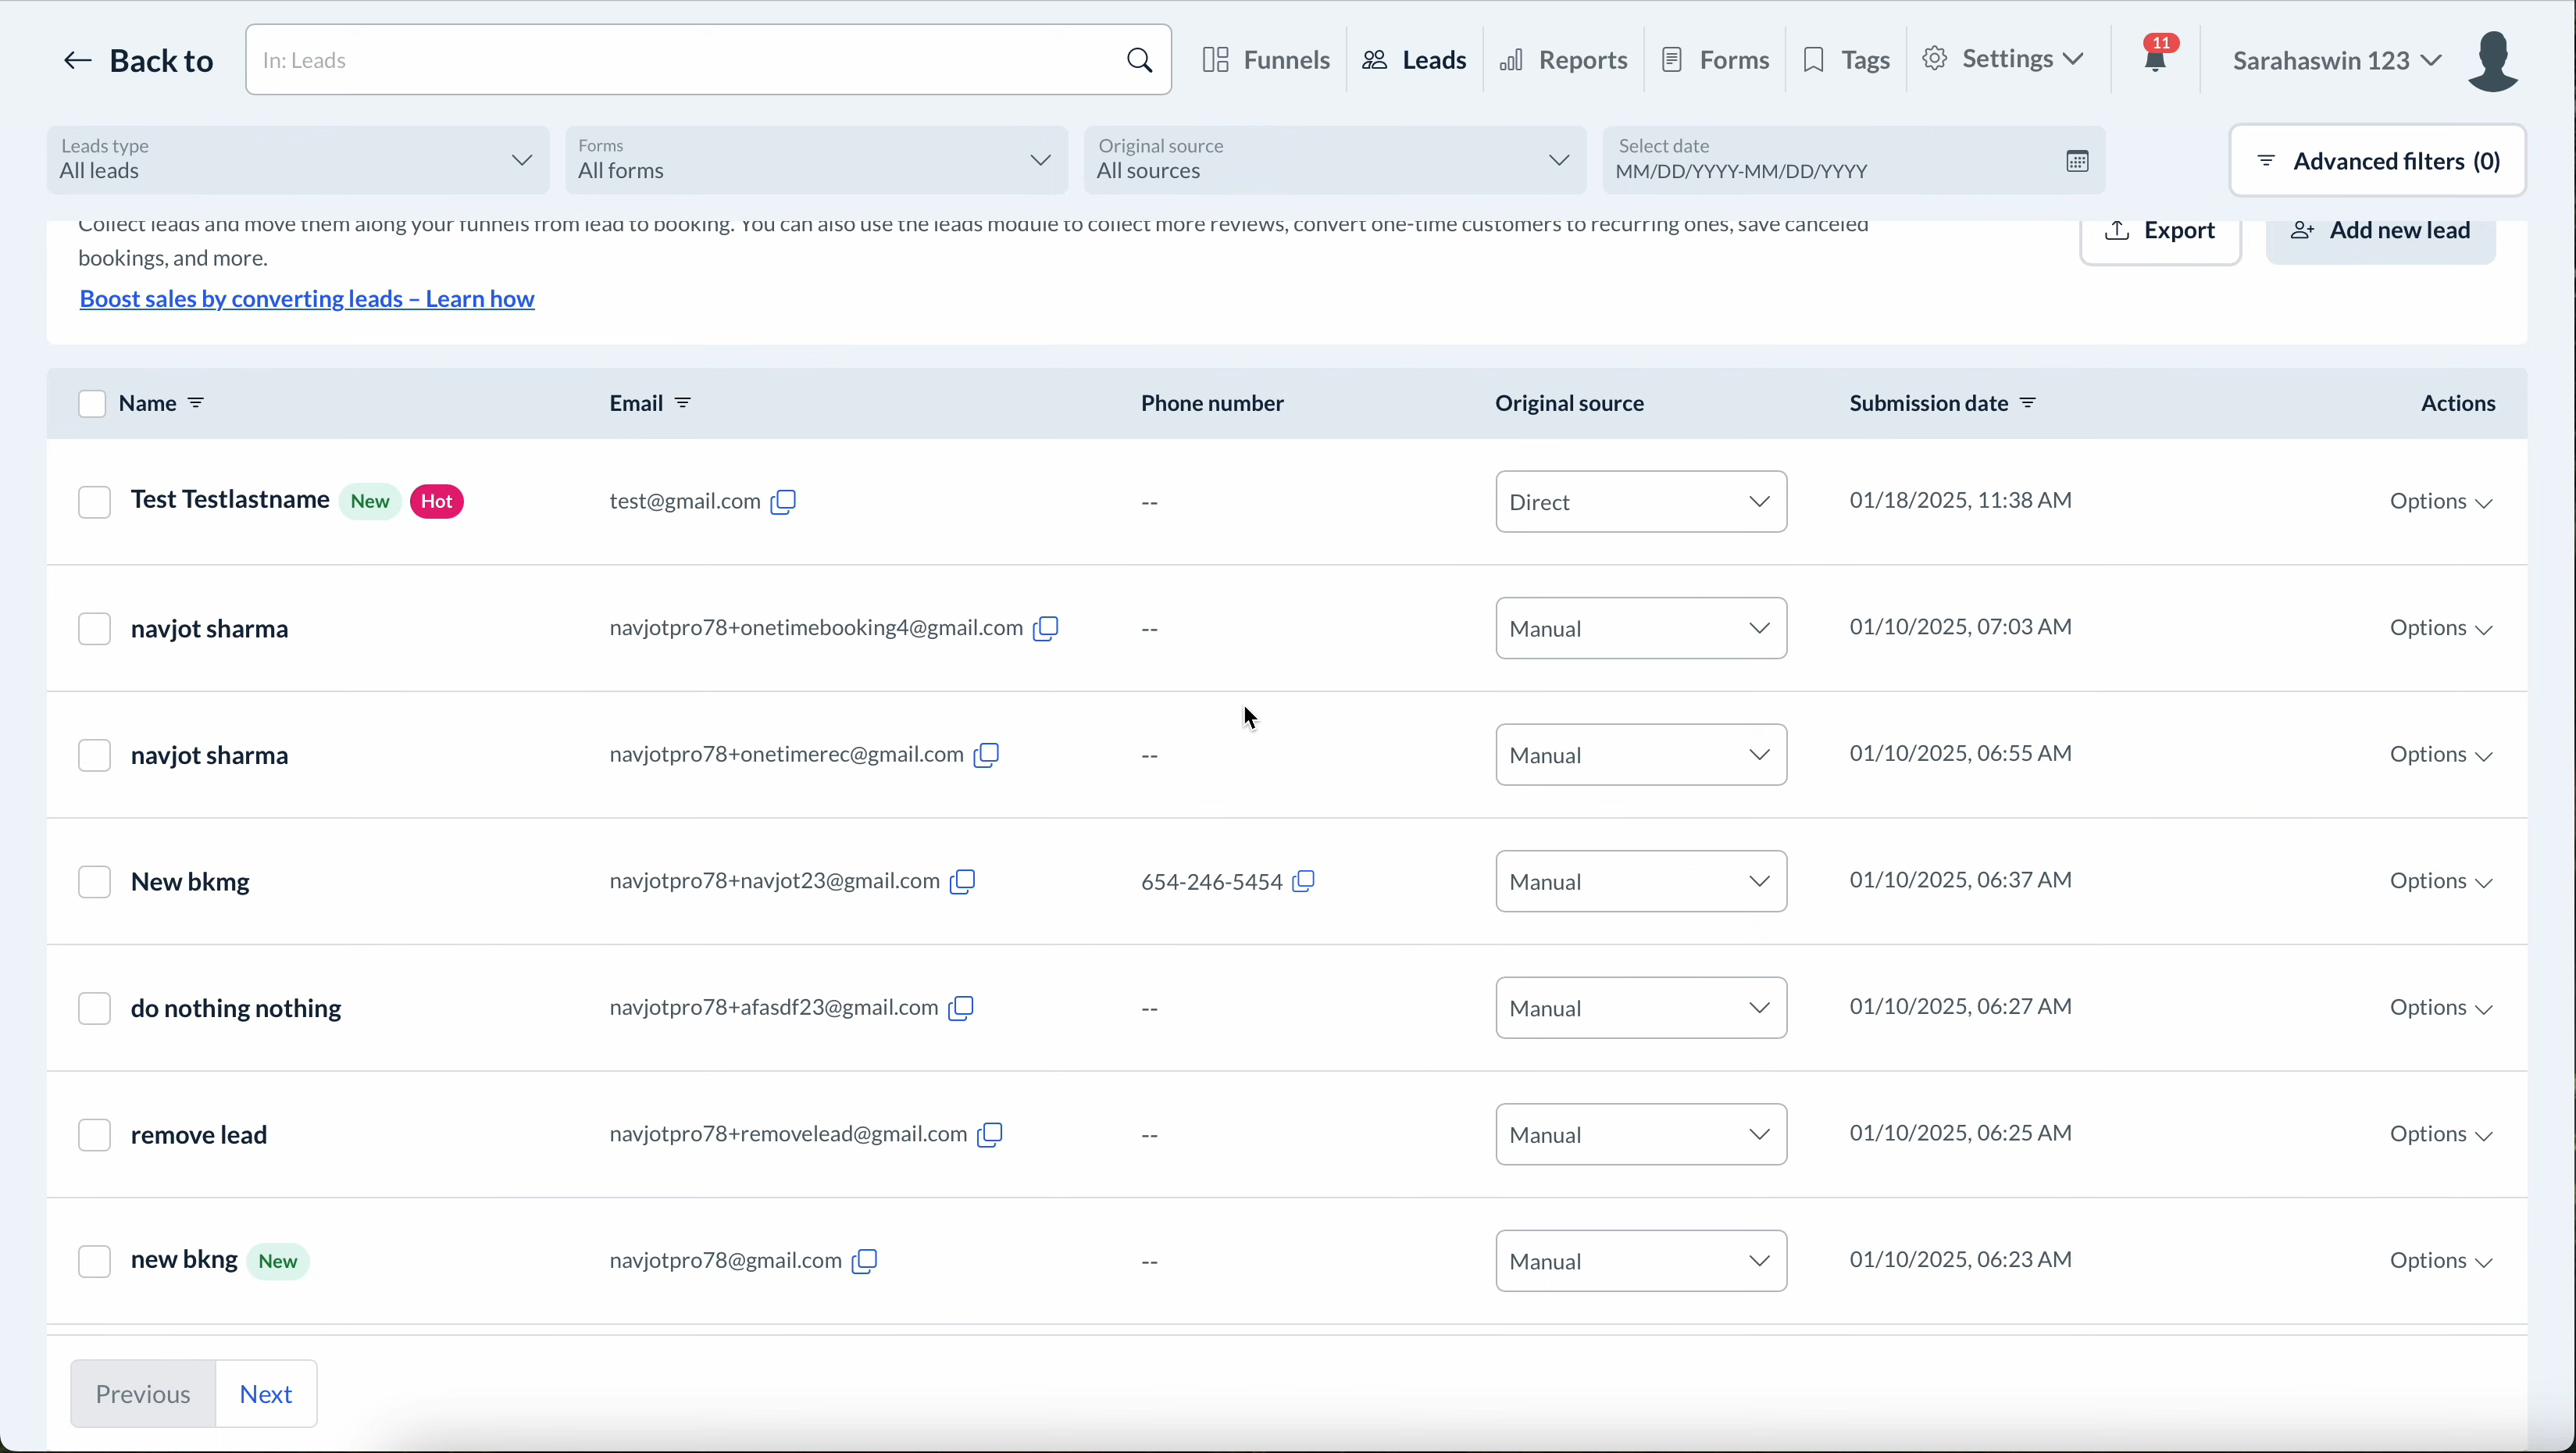 Back to
In: Leads
Funnels
Leads
Reports
Forms
Tags
Settings
11
Sarahaswin 123
Leads type
All leads
Forms
All forms
Original source
All sources
Select date
MM/DD/YYYY-MM/DD/YYYY
Advanced filters (0)
Collect leads and move them along your funnels from lead to booking. You can also use the leads module to collect more reviews, convert one-time customers to recurring ones, save canceled
bookings, and more.
Export
Add new lead
Boost sales by converting leads – Learn how
Name Email Phone number Original source Submission date Actions
Test Testlastname New Hot test@gmail.com -- Direct 01/18/2025, 11:38 AM Options
navjot sharma navjotpro78+onetimebooking4@gmail.com -- Manual 01/10/2025, 07:03 AM Options
navjot sharma navjotpro78+onetimerec@gmail.com -- Manual 01/10/2025, 06:55 AM Options
New bkmg navjotpro78+navjot23@gmail.com 654-246-5454 Manual 01/10/2025, 06:37 AM Options
do nothing nothing navjotpro78+afasdf23@gmail.com -- Manual 01/10/2025, 06:27 AM Options
remove lead navjotpro78+removelead@gmail.com -- Manual 01/10/2025, 06:25 AM Options
new bkng New navjotpro78@gmail.com -- Manual 01/10/2025, 06:23 AM Options
Previous Next